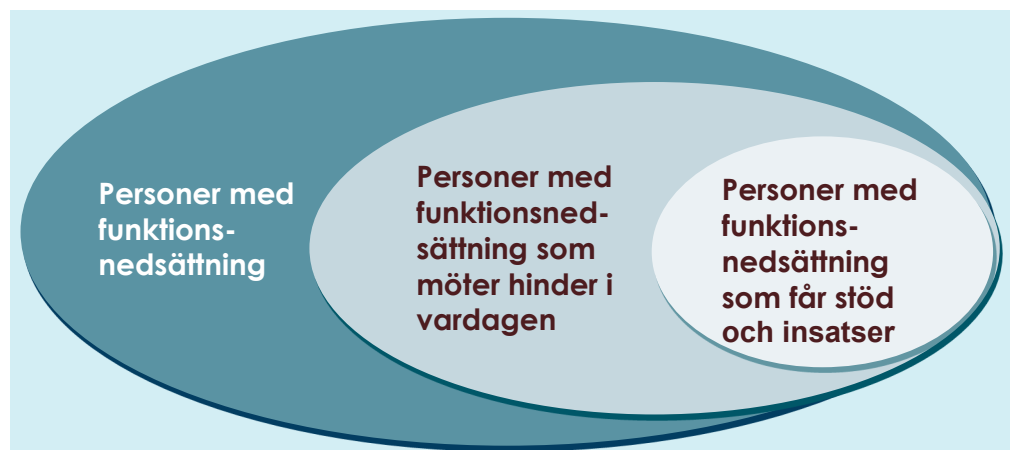 Personer med
funktions-
nedsättning
Personer med
funktionsned-
sättning som
möter hinder i
vardagen
Personer med
funktions-
nedsättning
som får stöd
och insatser